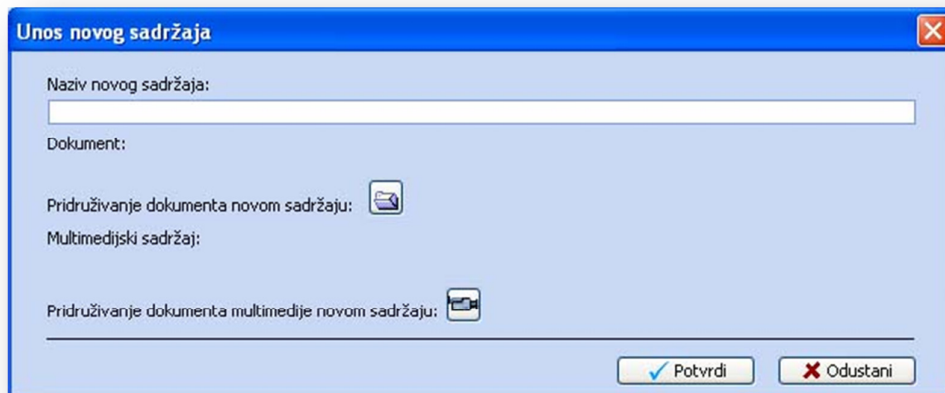 Unos novog sadržaja
Naziv novog sadržaja:
Dokument:
Pridruživanje dokumenta novom sadržaju:
Multimedijski sadržaj:
Pridruživanje dokumenta multimedije novom sadržaju:
Potvrdi Odustani